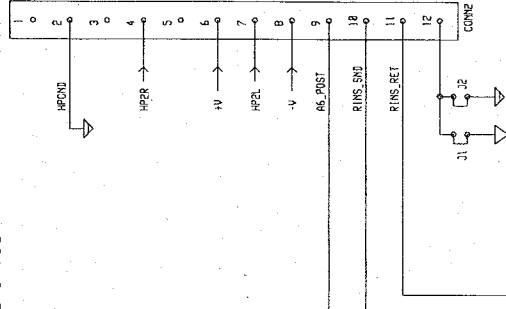 1
2
3
4
5
6
7
8
9
10
11
12
HPGND
HP2R
+V
HP2L
-V
A6_POST
RINS_SND
RINS_RET
J1
J2
CONN2